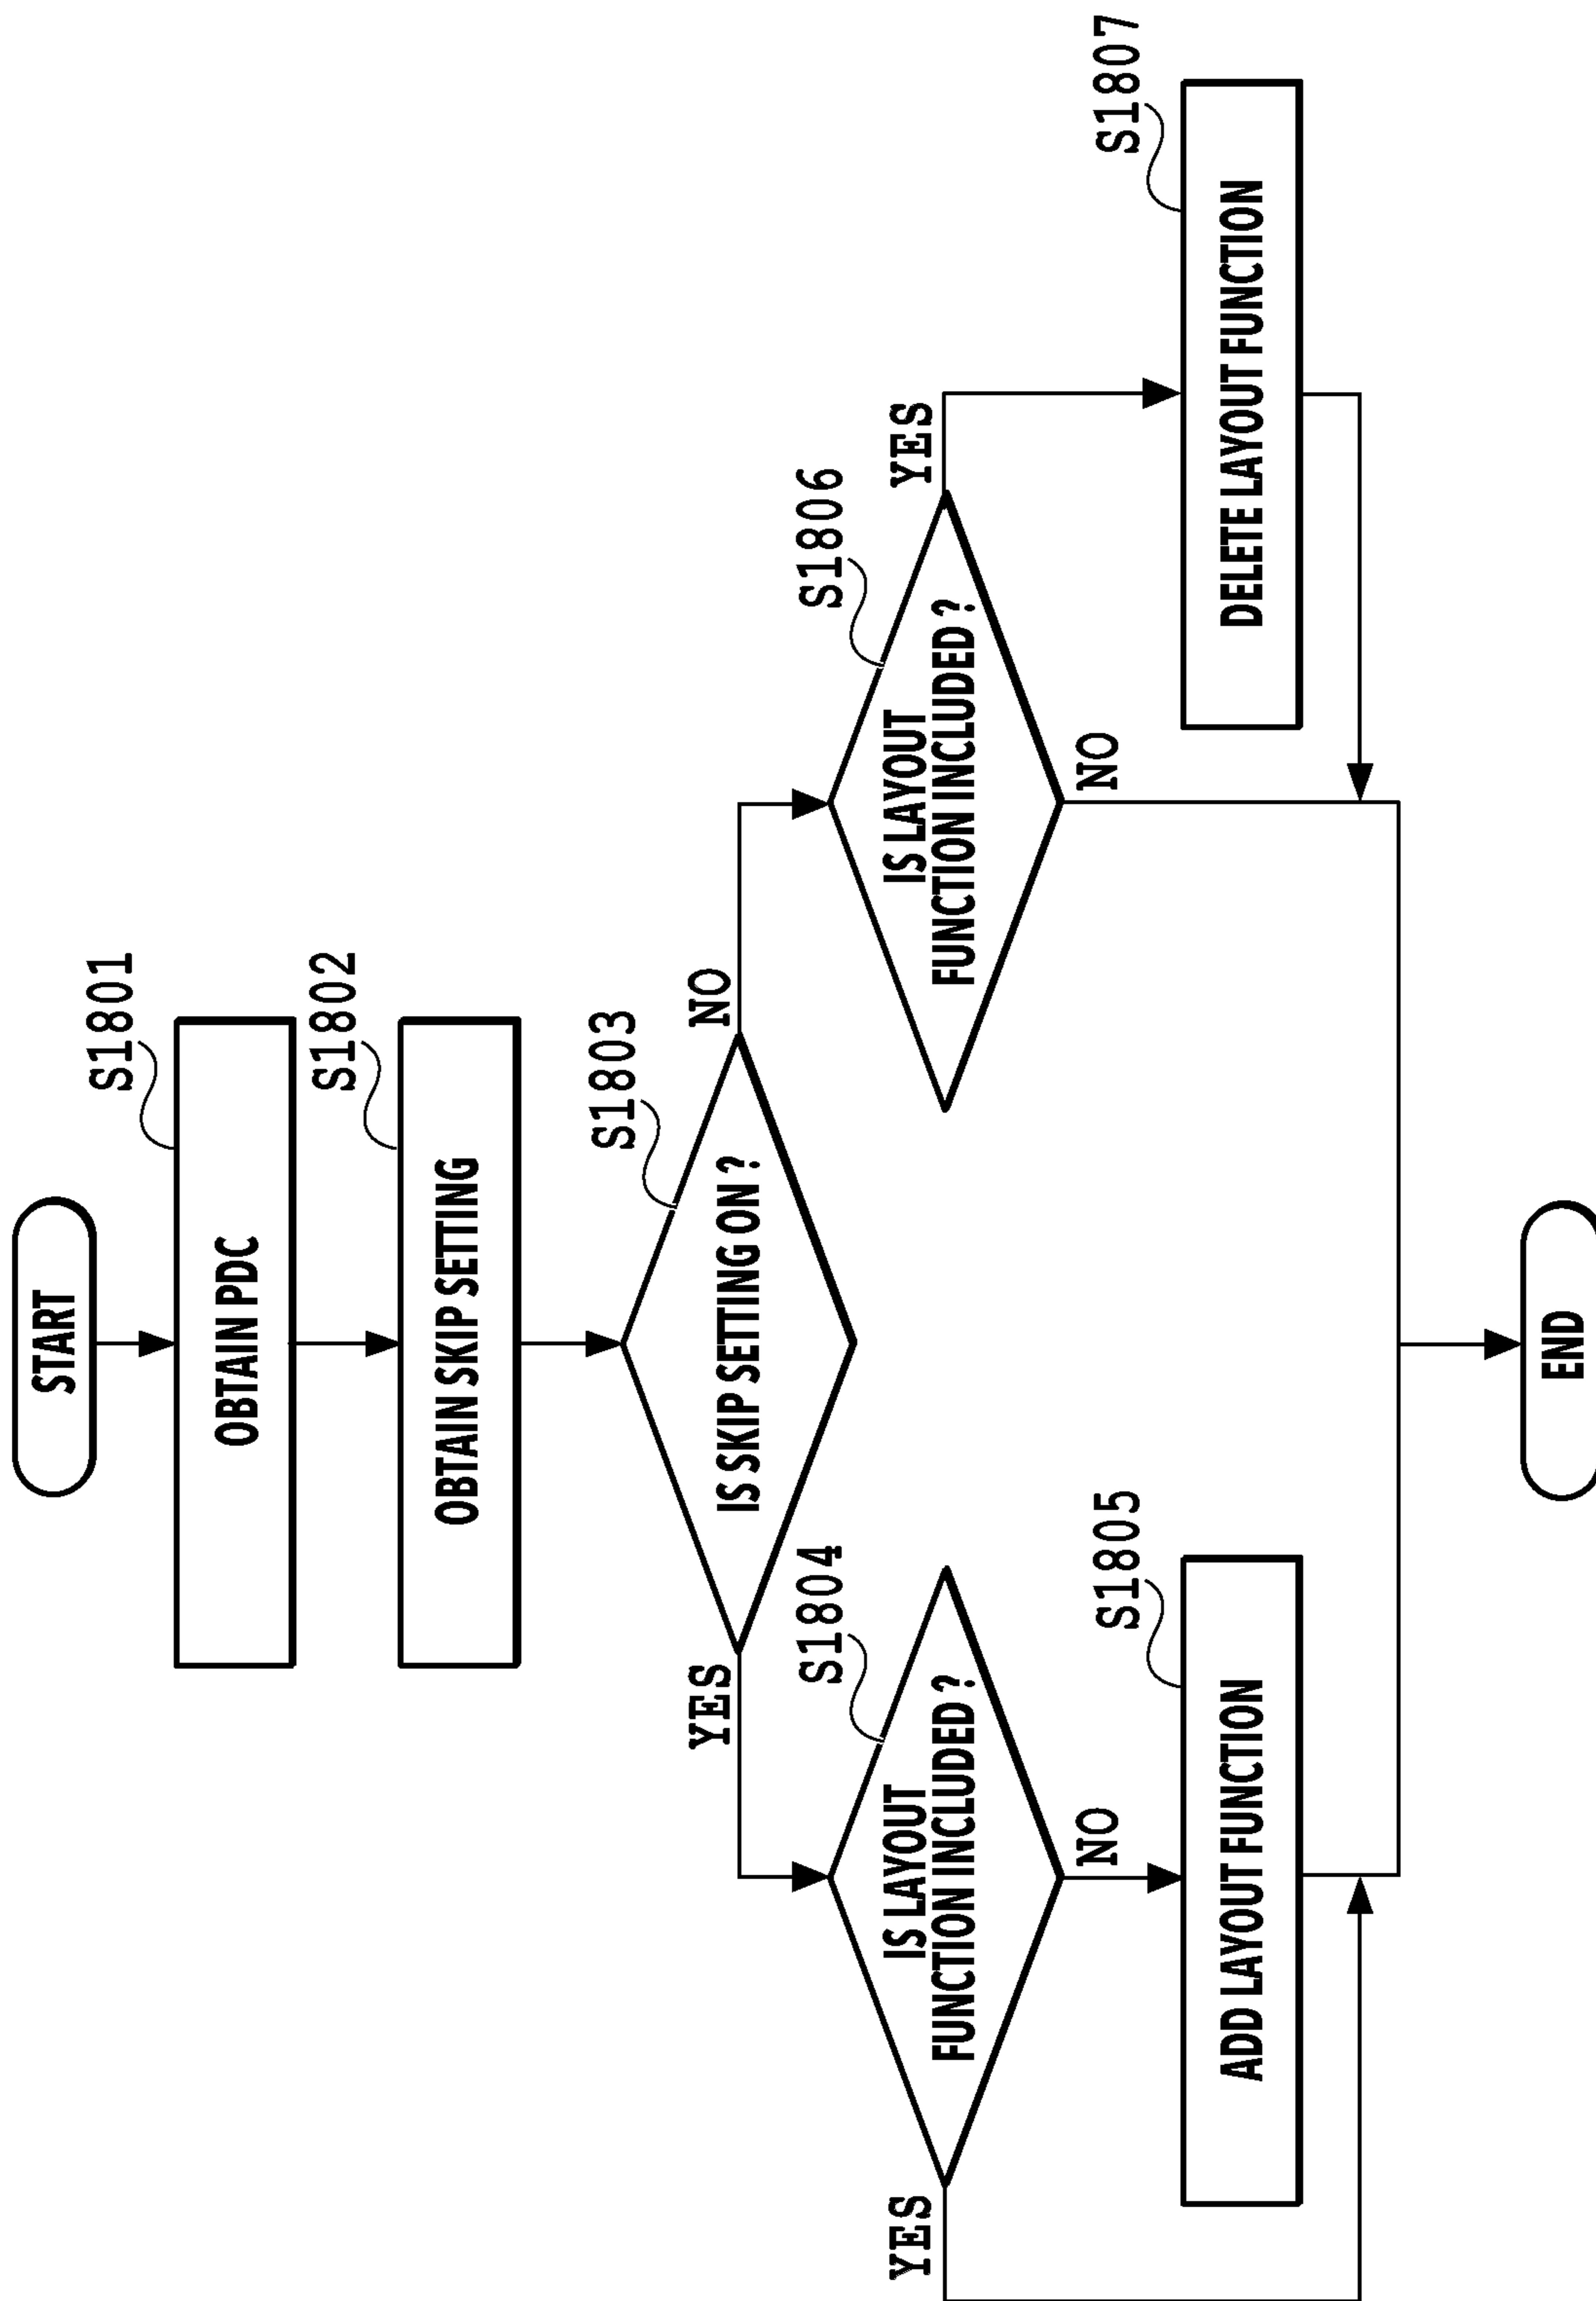 START
S1801
OBTAIN PDC
S1802
OBTAIN SKIP SETTING
S1803
IS SKIP SETTING ON ?
YES
NO
S1804
IS LAYOUT
FUNCTION INCLUDED ?
YES
NO
S1805
ADD LAYOUT FUNCTION
S1806
IS LAYOUT
FUNCTION INCLUDED ?
YES
NO
S1807
DELETE LAYOUT FUNCTION
END